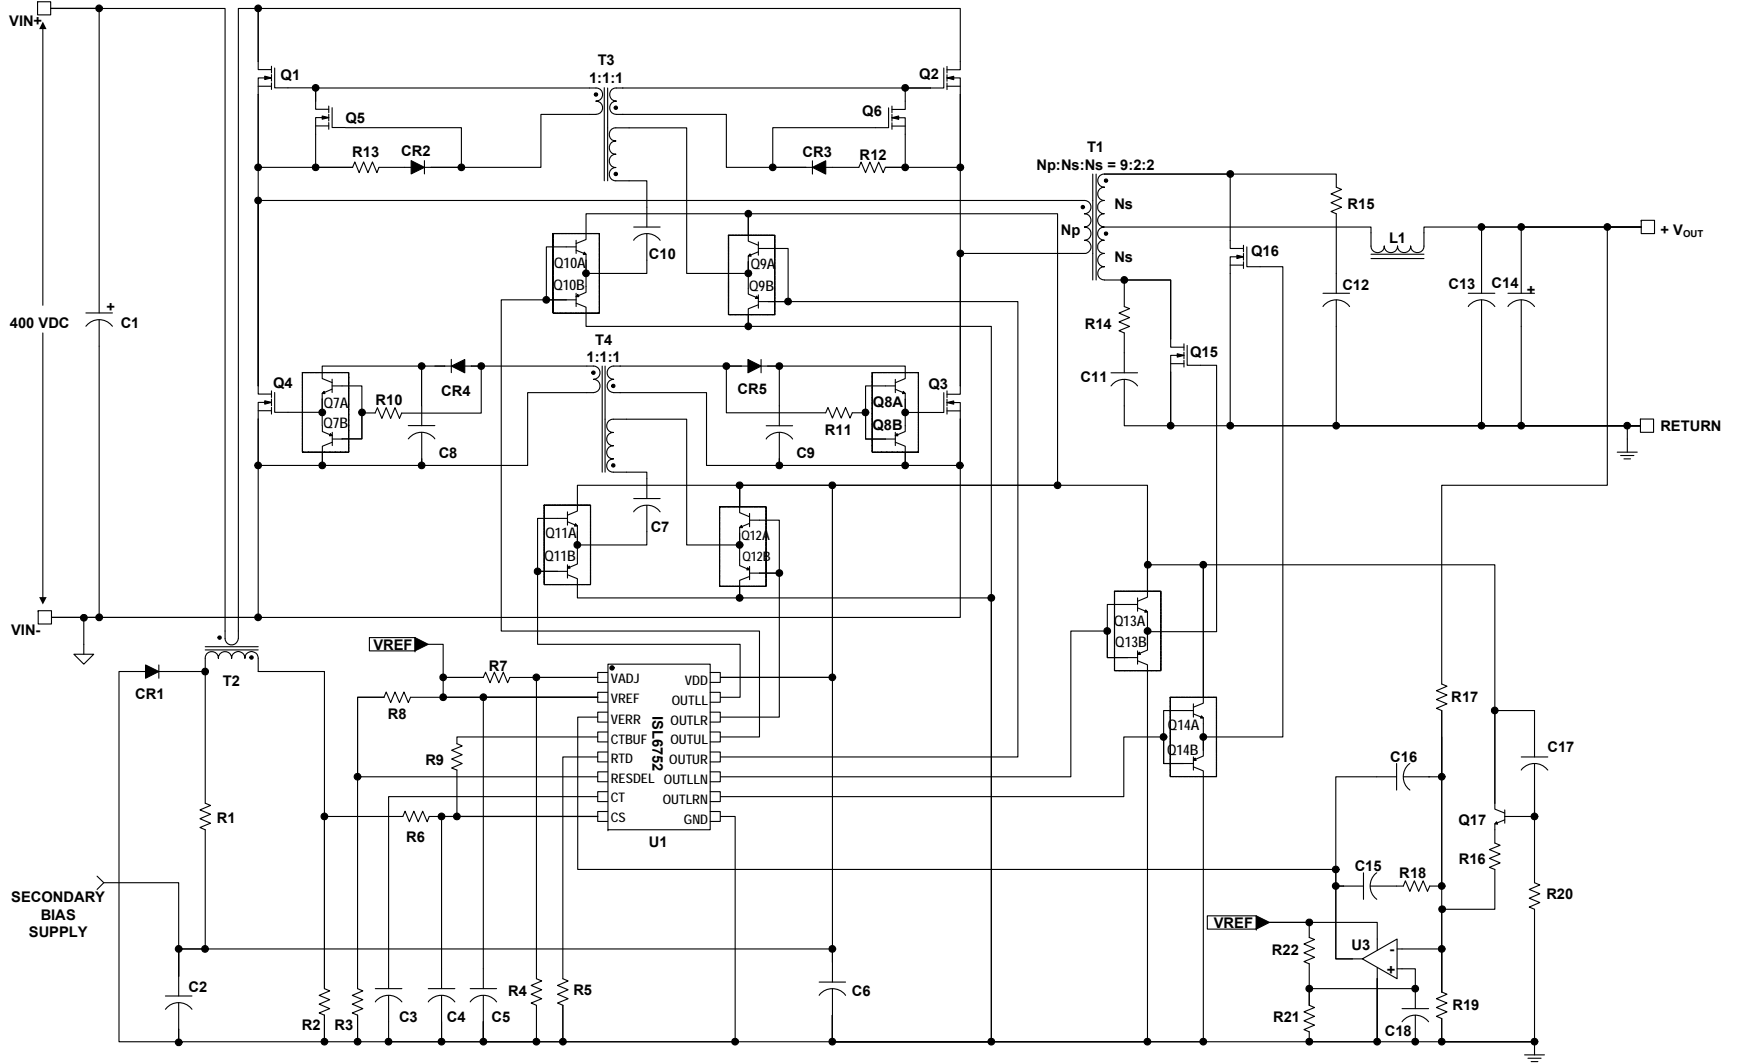 VIN+
T3
1:1:1
Q1
Q2
Q5
Q6
R13
CR2
CR3
R12
T1
Np:Ns:Ns = 9:2:2
Ns
Np
Ns
R15
L1
+ VOUT
Q16
C10
Q10A
Q10B
Q9A
Q9B
C12
C13
C14
+
400 VDC
+
C1
R14
T4
1:1:1
Q15
C11
Q4
CR4
CR5
Q3
Q7A
Q7B
R10
Q8A
Q8B
R11
C8
C9
RETURN
C7
Q11A
Q11B
Q12A
Q12B
VIN-
Q13A
Q13B
VREF
T2
CR1
R7
VADJ
VDD
R8
VREF
OUTLL
R17
VERR
OUTLR
Q14A
Q14B
CTBUF
OUTUL
R9
RTD
OUTUR
C16
C17
RESDEL
OUTLLN
CT
OUTLRN
R1
R6
CS
GND
ISL6752
U1
Q17
R16
C15
R18
R20
SECONDARY
BIAS
SUPPLY
VREF
R22
U3
-
+
C2
R2
R3
C3
C4
C5
R4
R5
C6
R21
C18
R19